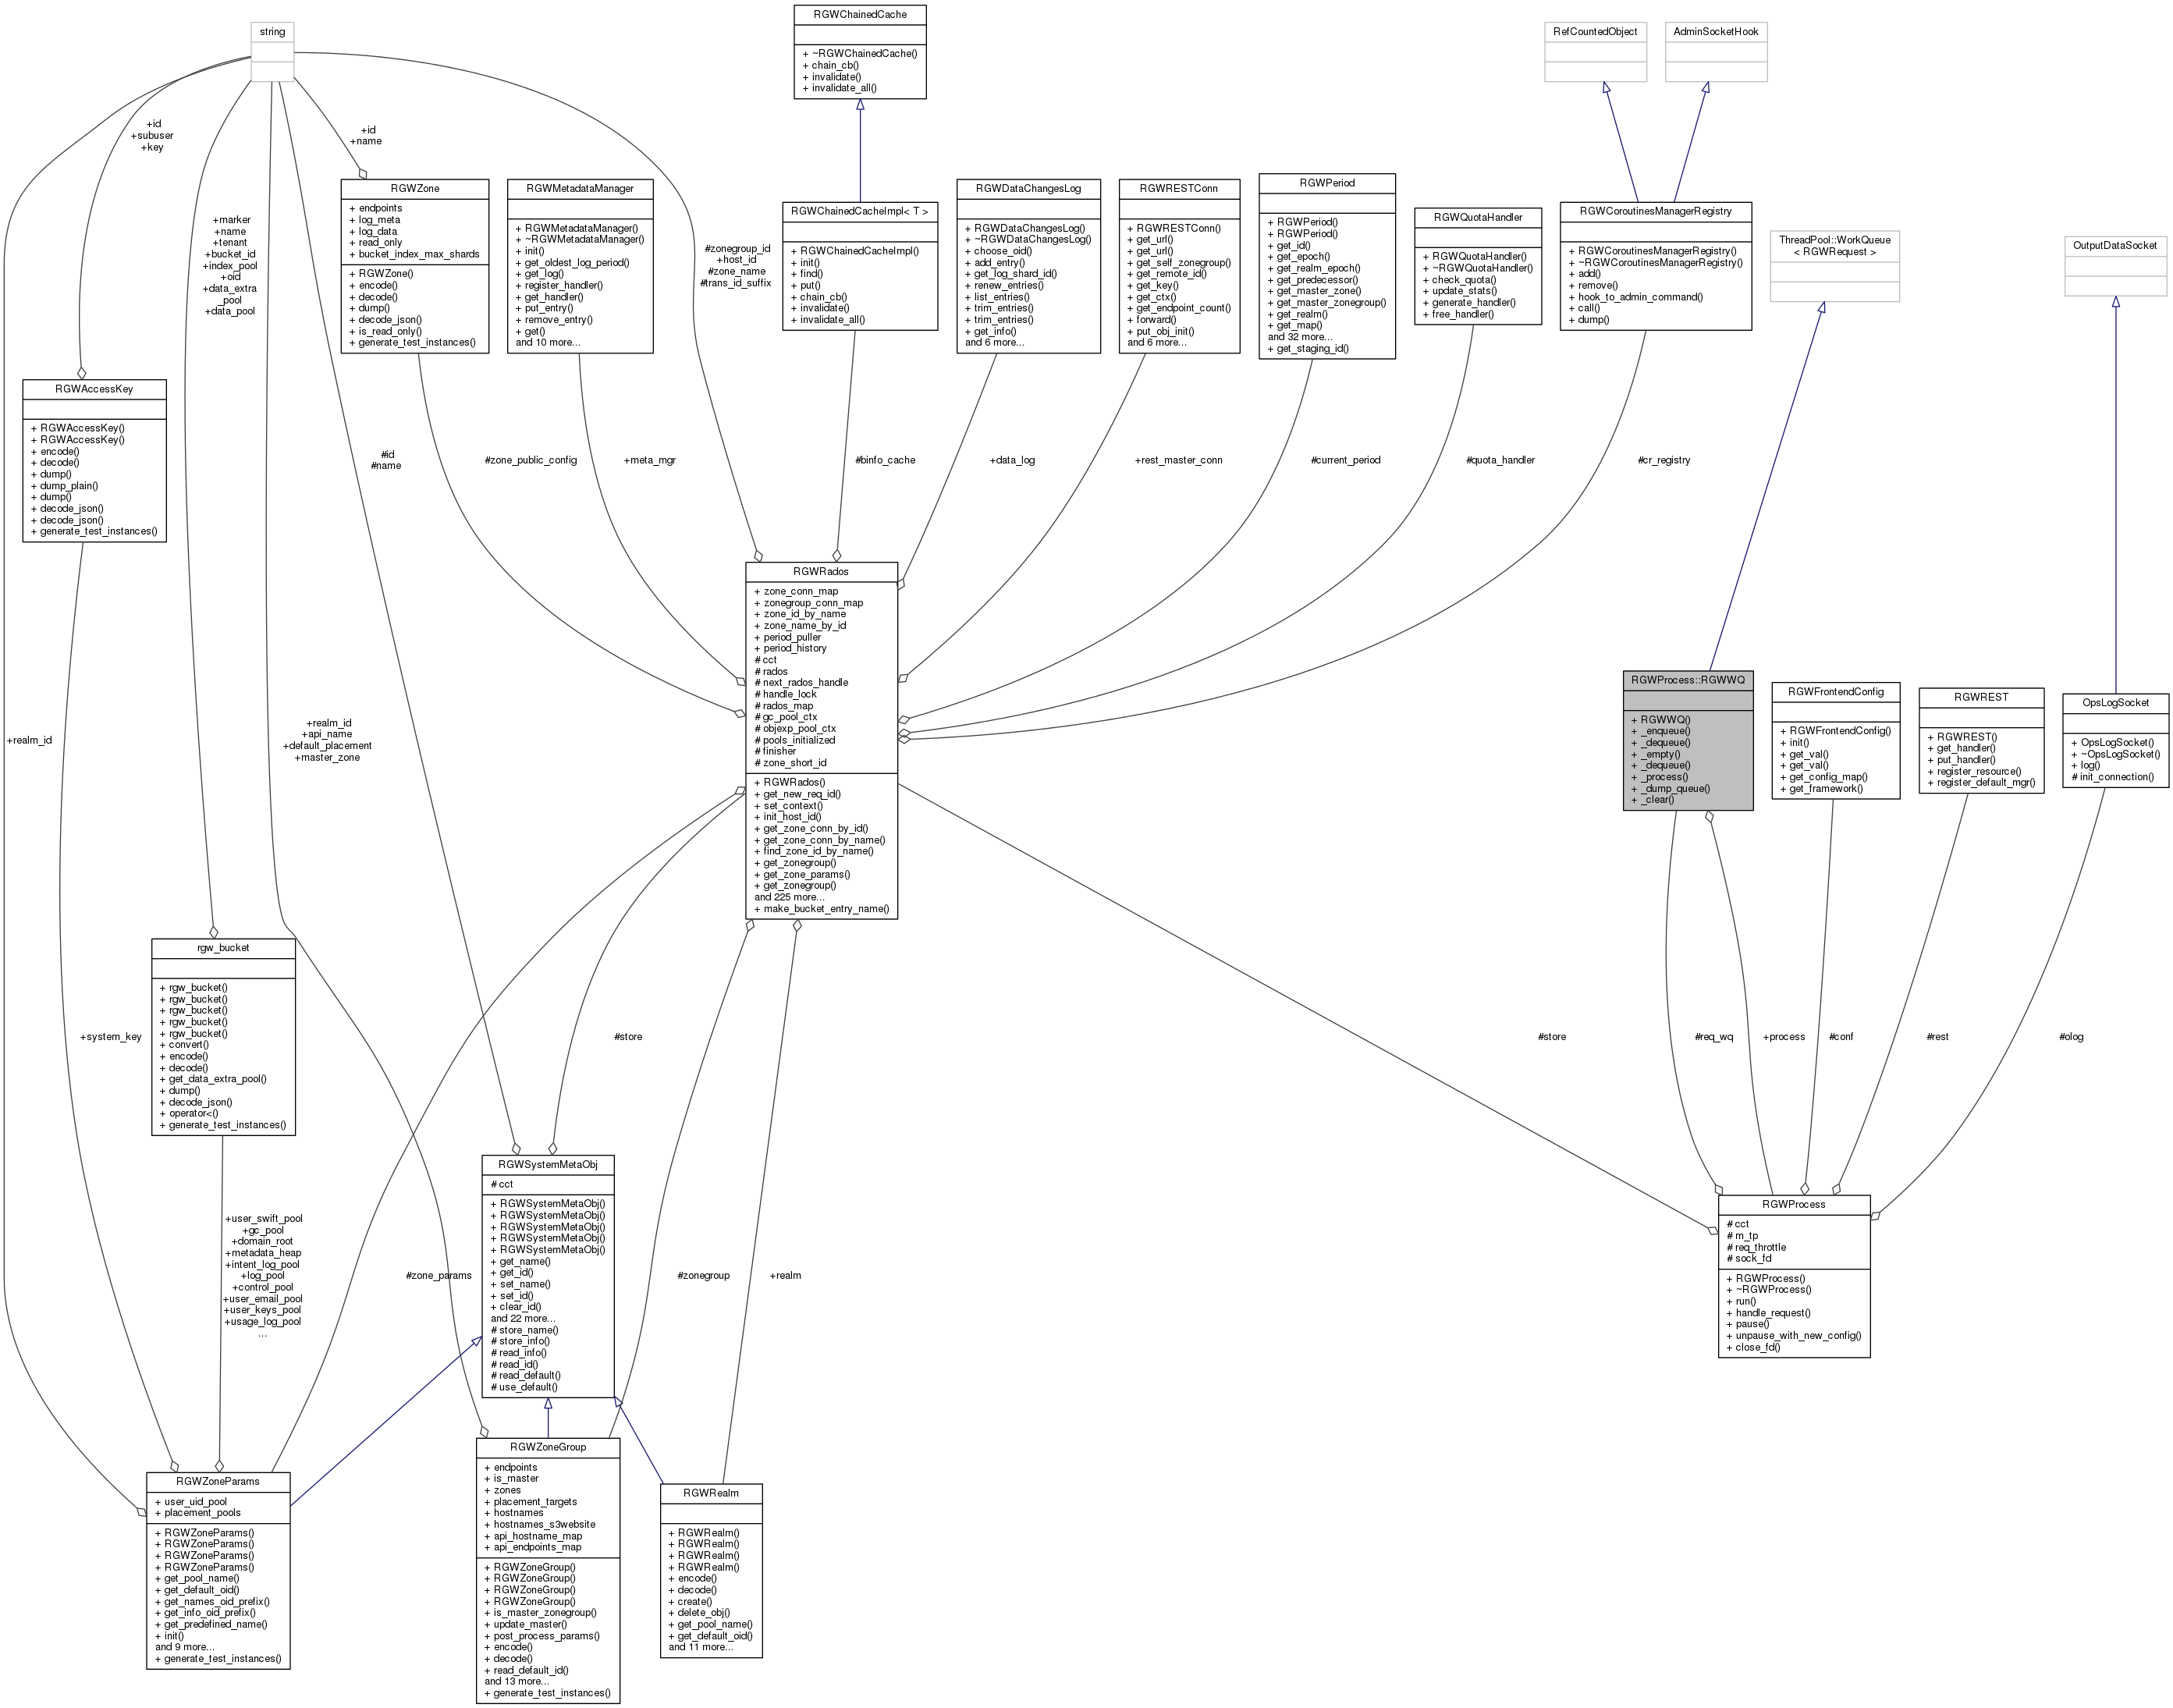 RGWChainedCache
+ ~RGWChainedCache()
+ chain_cb()
+ invalidate()
+ invalidate_all()
string
RefCountedObject
AdminSocketHook
+id
+subuser
+key
+id
+name
RGWZone
+ endpoints
+ log_meta
+ log_data
+ read_only
+ bucket_index_max_shards
+ RGWZone()
+ encode()
+ decode()
+ dump()
+ decode_json()
+ is_read_only()
+ generate_test_instances()
RGWMetadataManager
+ RGWMetadataManager()
+ ~RGWMetadataManager()
+ init()
+ get_oldest_log_period()
+ get_log()
+ register_handler()
+ get_handler()
+ put_entry()
+ remove_entry()
+ get()
and 10 more...
#zonegroup_id
+host_id
#zone_name
#trans_id_suffix
RGWChainedCacheImpl< T >
+ RGWChainedCacheImpl()
+ init()
+ find()
+ put()
+ chain_cb()
+ invalidate()
+ invalidate_all()
RGWDataChangesLog
+ RGWDataChangesLog()
+ ~RGWDataChangesLog()
+ choose_oid()
+ add_entry()
+ get_log_shard_id()
+ renew_entries()
+ list_entries()
+ trim_entries()
+ trim_entries()
+ get_info()
and 6 more...
RGWRESTConn
+ RGWRESTConn()
+ get_url()
+ get_url()
+ get_self_zonegroup()
+ get_remote_id()
+ get_key()
+ get_ctx()
+ get_endpoint_count()
+ forward()
+ put_obj_init()
and 6 more...
RGWPeriod
+ RGWPeriod()
+ RGWPeriod()
+ get_id()
+ get_epoch()
+ get_realm_epoch()
+ get_predecessor()
+ get_master_zone()
+ get_master_zonegroup()
+ get_realm()
+ get_map()
and 32 more...
+ get_staging_id()
RGWQuotaHandler
+ RGWQuotaHandler()
+ ~RGWQuotaHandler()
+ check_quota()
+ update_stats()
+ generate_handler()
+ free_handler()
RGWCoroutinesManagerRegistry
+ RGWCoroutinesManagerRegistry()
+ ~RGWCoroutinesManagerRegistry()
+ add()
+ remove()
+ hook_to_admin_command()
+ call()
+ dump()
ThreadPool::WorkQueue
< RGWRequest >
OutputDataSocket
+marker
+name
+tenant
+bucket_id
+index_pool
+oid
+data_extra
_pool
+data_pool
RGWAccessKey
+ RGWAccessKey()
+ RGWAccessKey()
+ encode()
+ decode()
+ dump()
+ dump_plain()
+ dump()
+ decode_json()
+ decode_json()
+ generate_test_instances()
#id
#name
#zone_public_config
+meta_mgr
#binfo_cache
+data_log
+rest_master_conn
#current_period
#quota_handler
#cr_registry
RGWRados
+ zone_conn_map
+ zonegroup_conn_map
+ zone_id_by_name
+ zone_name_by_id
+ period_puller
+ period_history
# cct
# rados
# next_rados_handle
# handle_lock
# rados_map
# gc_pool_ctx
# objexp_pool_ctx
# pools_initialized
# finisher
# zone_short_id
+ RGWRados()
+ get_new_req_id()
+ set_context()
+ init_host_id()
+ get_zone_conn_by_id()
+ get_zone_conn_by_name()
+ find_zone_id_by_name()
+ get_zonegroup()
+ get_zone_params()
+ get_zonegroup()
and 225 more...
+ make_bucket_entry_name()
RGWProcess::RGWWQ
+ RGWWQ()
+ _enqueue()
+ _dequeue()
+ _empty()
+ _dequeue()
+ _process()
+ _dump_queue()
+ _clear()
RGWFrontendConfig
+ RGWFrontendConfig()
+ init()
+ get_val()
+ get_val()
+ get_config_map()
+ get_framework()
RGWREST
+ RGWREST()
+ get_handler()
+ put_handler()
+ register_resource()
+ register_default_mgr()
OpsLogSocket
+ OpsLogSocket()
+ ~OpsLogSocket()
+ log()
# init_connection()
+realm_id
+realm_id
+api_name
+default_placement
+master_zone
rgw_bucket
+ rgw_bucket()
+ rgw_bucket()
+ rgw_bucket()
+ rgw_bucket()
+ rgw_bucket()
+ convert()
+ encode()
+ decode()
+ get_data_extra_pool()
+ dump()
+ decode_json()
+ operator<()
+ generate_test_instances()
+system_key
#store
#store
#req_wq
+process
#conf
#rest
#olog
RGWSystemMetaObj
# cct
+ RGWSystemMetaObj()
+ RGWSystemMetaObj()
+ RGWSystemMetaObj()
+ RGWSystemMetaObj()
+ RGWSystemMetaObj()
+ get_name()
+ get_id()
+ set_name()
+ set_id()
+ clear_id()
and 22 more...
# store_name()
# store_info()
# read_info()
# read_id()
# read_default()
# use_default()
RGWProcess
# cct
# m_tp
# req_throttle
# sock_fd
+ RGWProcess()
+ ~RGWProcess()
+ run()
+ handle_request()
+ pause()
+ unpause_with_new_config()
+ close_fd()
+user_swift_pool
+gc_pool
+domain_root
+metadata_heap
+intent_log_pool
+log_pool
+control_pool
+user_email_pool
+user_keys_pool
+usage_log_pool
...
#zone_params
#zonegroup
+realm
RGWZoneParams
+ user_uid_pool
+ placement_pools
+ RGWZoneParams()
+ RGWZoneParams()
+ RGWZoneParams()
+ RGWZoneParams()
+ get_pool_name()
+ get_default_oid()
+ get_names_oid_prefix()
+ get_info_oid_prefix()
+ get_predefined_name()
+ init()
and 9 more...
+ generate_test_instances()
RGWZoneGroup
+ endpoints
+ is_master
+ zones
+ placement_targets
+ hostnames
+ hostnames_s3website
+ api_hostname_map
+ api_endpoints_map
+ RGWZoneGroup()
+ RGWZoneGroup()
+ RGWZoneGroup()
+ RGWZoneGroup()
+ is_master_zonegroup()
+ update_master()
+ post_process_params()
+ encode()
+ decode()
+ read_default_id()
and 13 more...
+ generate_test_instances()
RGWRealm
+ RGWRealm()
+ RGWRealm()
+ RGWRealm()
+ RGWRealm()
+ encode()
+ decode()
+ create()
+ delete_obj()
+ get_pool_name()
+ get_default_oid()
and 11 more...